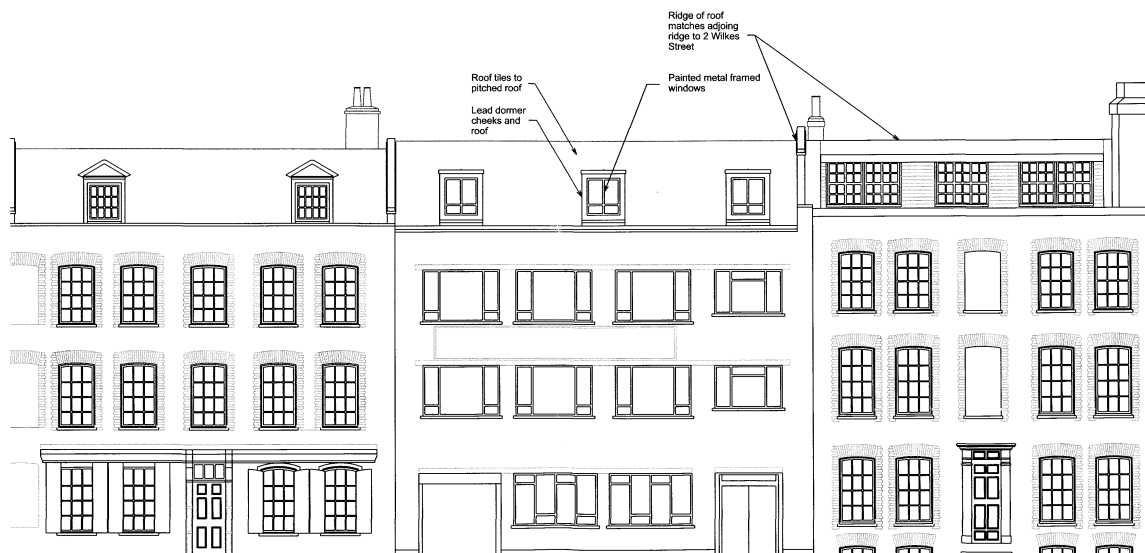 Ridge of roof
matches adjoing
ridge to 2 Wilkes
Street
Roof tiles to
pitched roof
Painted metal framed
windows
Lead dormer
cheeks and
roof